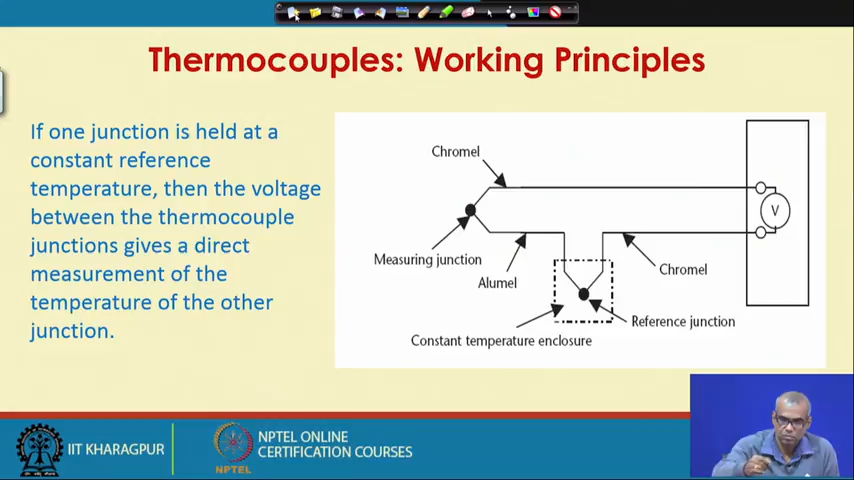 Thermocouples: Working Principles
If one junction is held at a
constant reference
temperature, then the voltage
between the thermocouple
junctions gives a direct
measurement of the
temperature of the other
junction.
Chromel
V
Measuring junction
Alumel
Chromel
Reference junction
Constant temperature enclosure
IIT KHARAGPUR
NPTEL
NPTEL ONLINE
CERTIFICATION COURSES